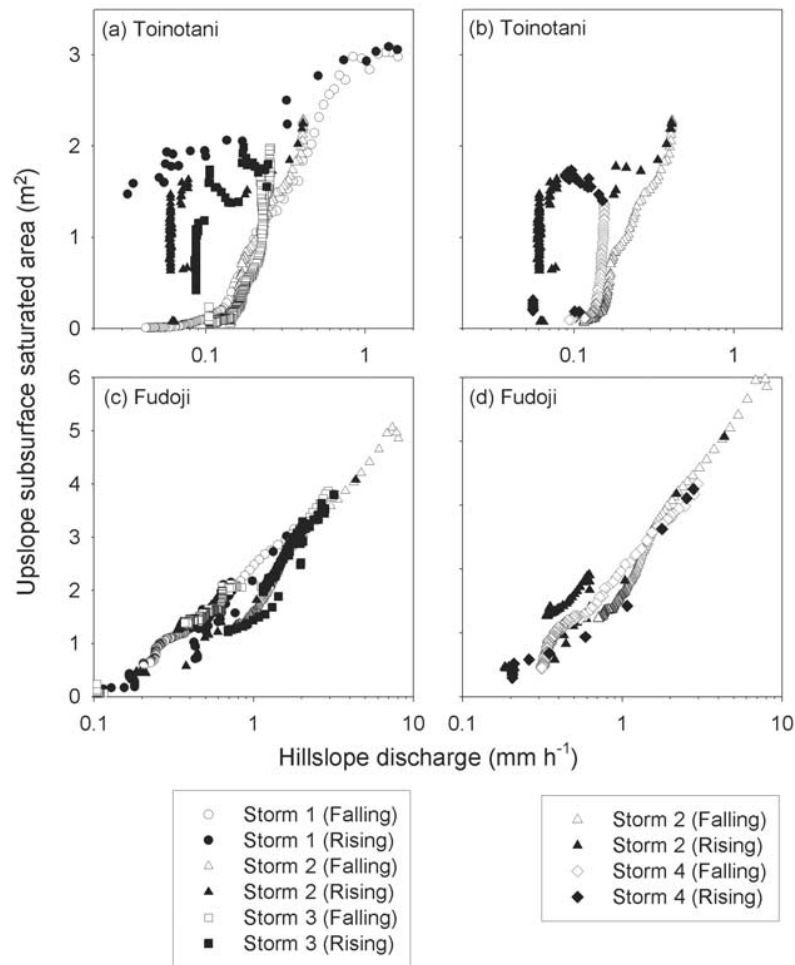 (a) Toinotani
(b) Toinotani
3
2
1
0
0.1
1
0.1
1
Upslope subsurface saturated area (m²)
(c) Fudoji
(d) Fudoji
6
5
4
3
2
1
0
0.1
1
10
1
10
Hillslope discharge (mm h⁻¹)
Storm 1 (Falling)
Storm 1 (Rising)
Storm 2 (Falling)
Storm 2 (Rising)
Storm 3 (Falling)
Storm 3 (Rising)
Storm 2 (Falling)
Storm 2 (Rising)
Storm 4 (Falling)
Storm 4 (Rising)